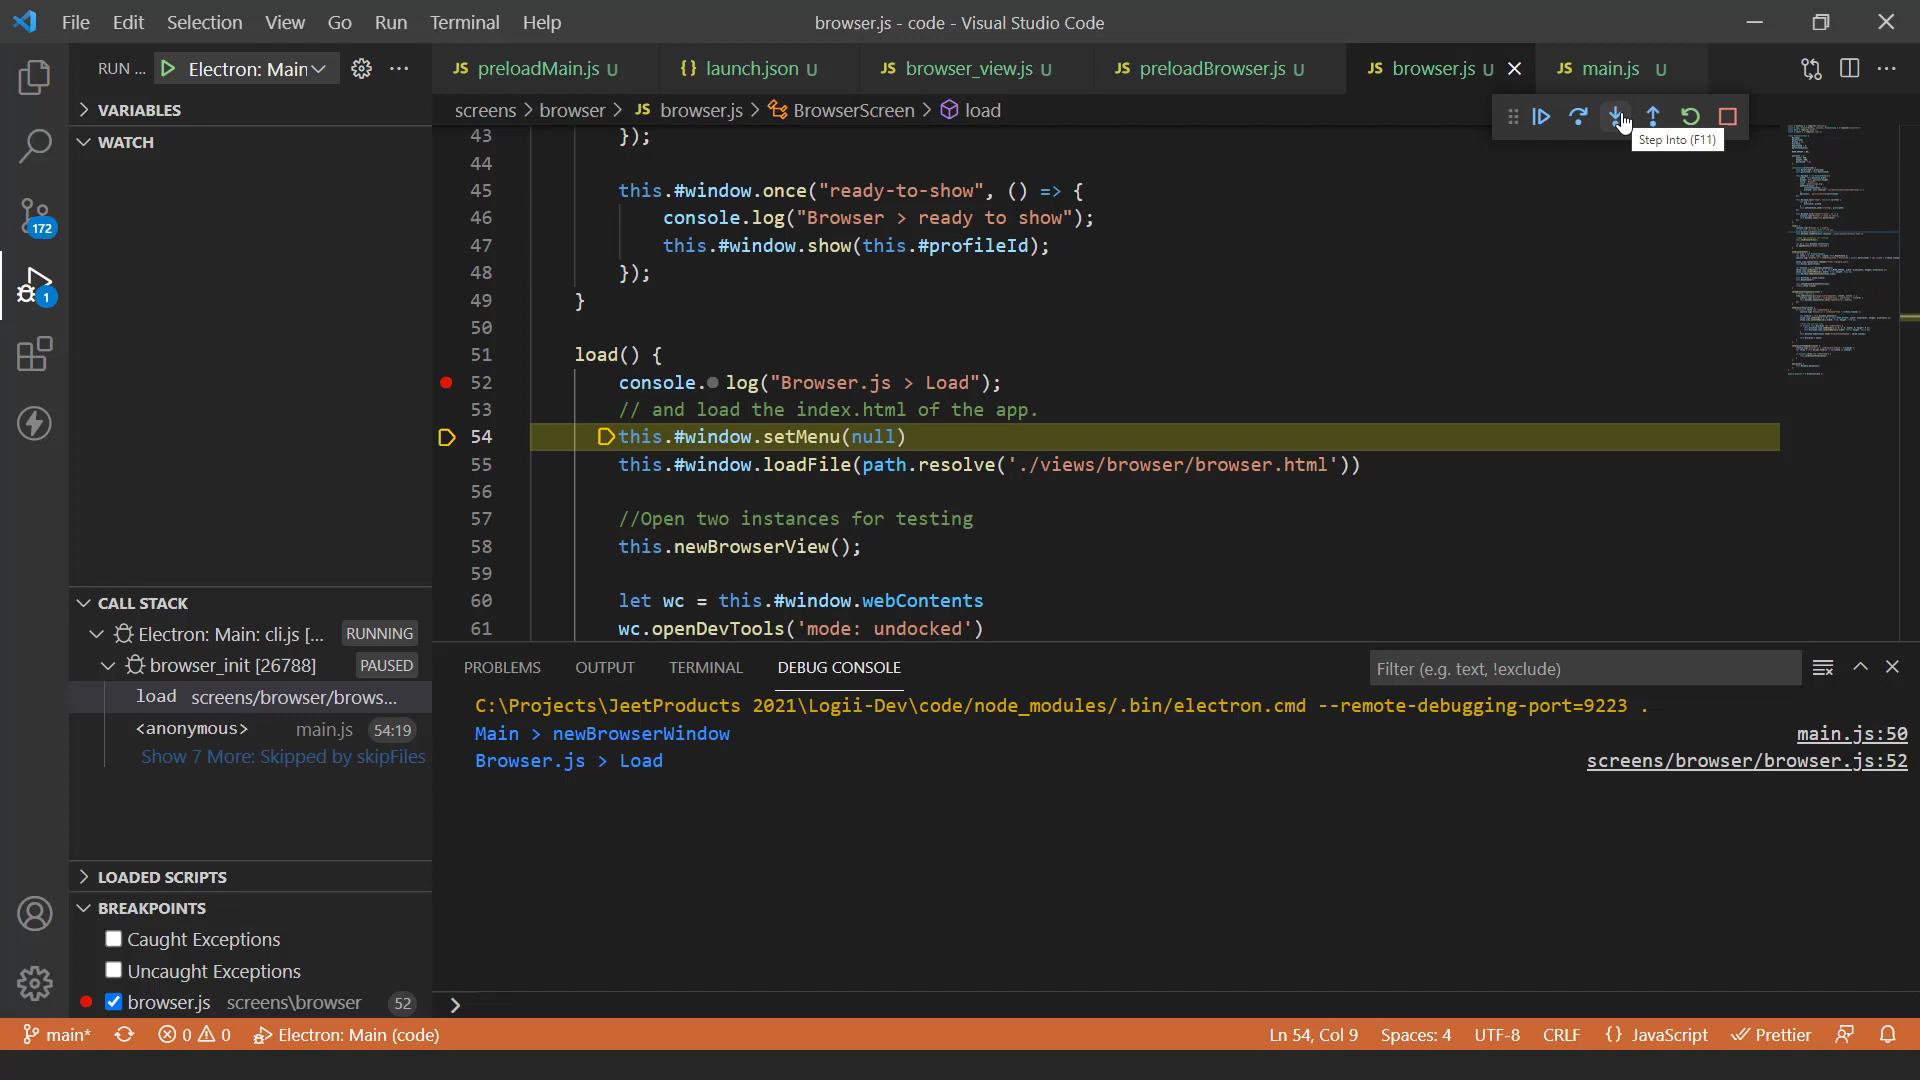 File Edit Selection View Go Run Terminal Help
browser.js - code - Visual Studio Code
RUN ... Electron: Main
JS preloadMain.js U
{} launch.json U
JS browser_view.js U
JS preloadBrowser.js U
JS browser.js U
JS main.js U
screens > browser > JS browser.js > BrowserScreen > load
Step Into (F11)
VARIABLES
WATCH
172
1
43 });
44
45 this.#window.once("ready-to-show", () => {
46 console.log("Browser > ready to show");
47 this.#window.show(this.#profileId);
48 });
49 }
50
51 load() {
52 console.log("Browser.js > Load");
53 // and load the index.html of the app.
54 this.#window.setMenu(null)
55 this.#window.loadFile(path.resolve('./views/browser/browser.html'))
56
57 //Open two instances for testing
58 this.newBrowserView();
59
60 let wc = this.#window.webContents
61 wc.openDevTools('mode: undocked')
CALL STACK
Electron: Main: cli.js [... RUNNING
browser_init [26788] PAUSED
load screens/browser/brows...
<anonymous> main.js 54:19
Show 7 More: Skipped by skipFiles
LOADED SCRIPTS
BREAKPOINTS
Caught Exceptions
Uncaught Exceptions
browser.js screens\browser 52
PROBLEMS OUTPUT TERMINAL DEBUG CONSOLE
Filter (e.g. text, !exclude)
C:\Projects\JeetProducts 2021\Logii-Dev\code/node_modules/.bin/electron.cmd --remote-debugging-port=9223 .
Main > newBrowserWindow main.js:50
Browser.js > Load screens/browser/browser.js:52
>
main* 0 0 Electron: Main (code)
Ln 54, Col 9 Spaces: 4 UTF-8 CRLF {} JavaScript Prettier